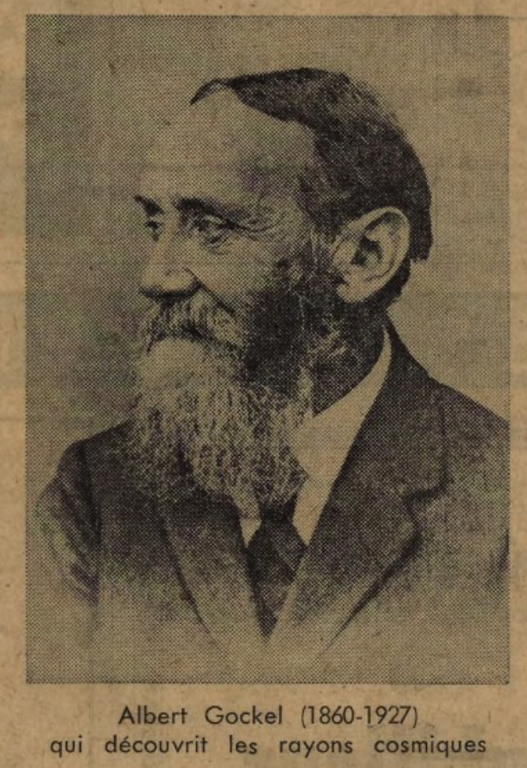 Albert Gockel (1860-1927)
qui découvrit les rayons cosmiques